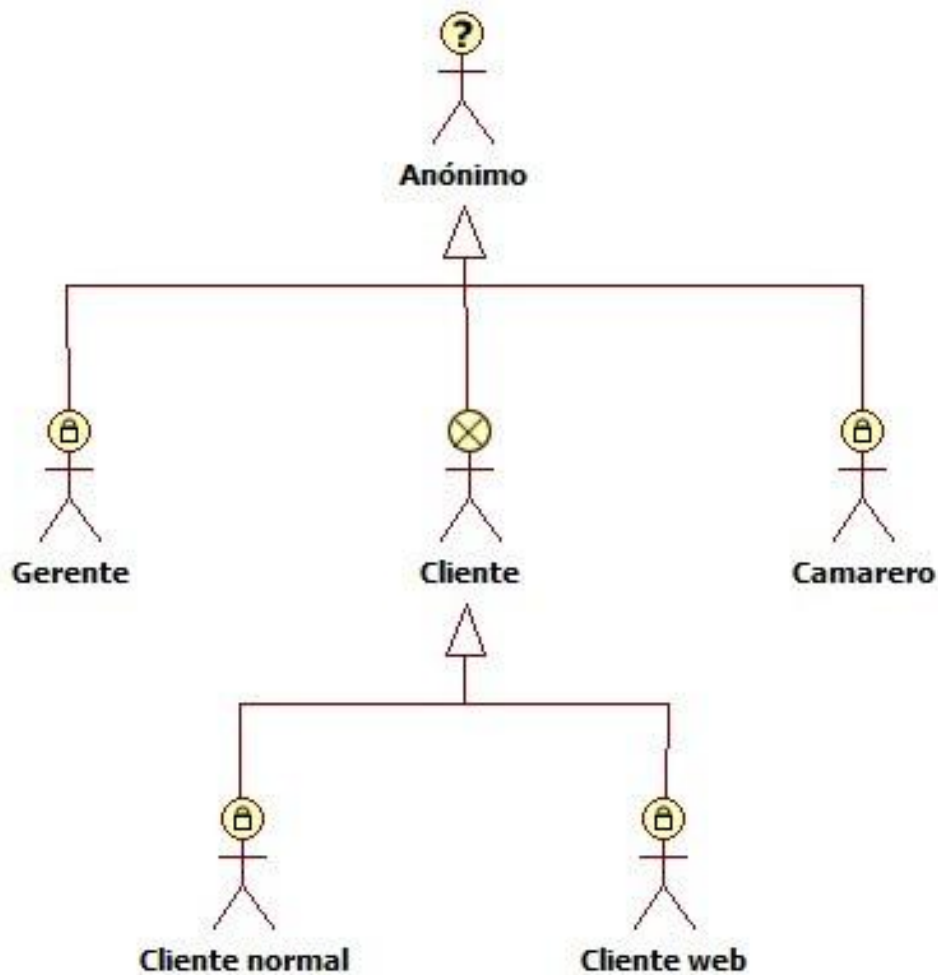 ?
Anónimo
Gerente
Cliente
Camarero
Cliente normal
Cliente web